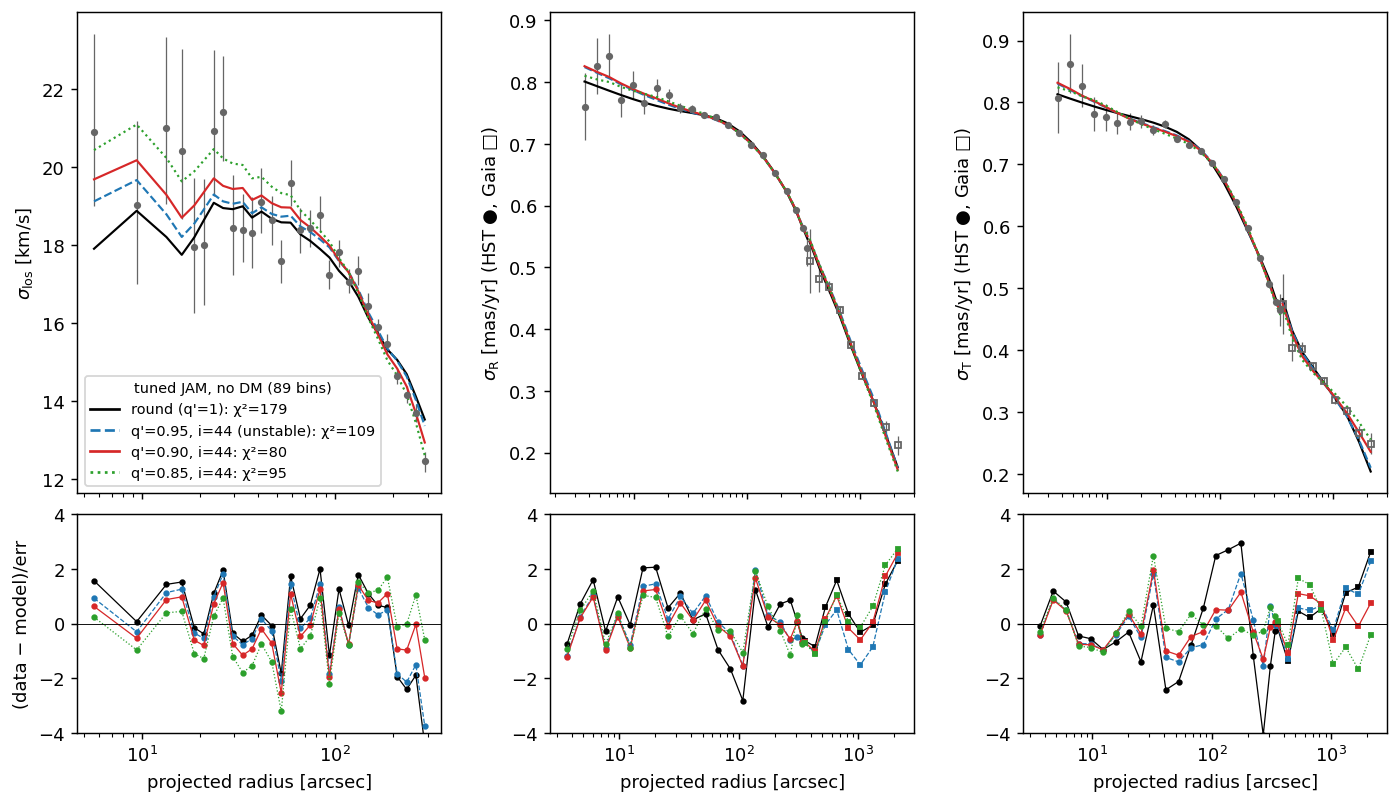 22
20
18
16
14
12
σlos [km/s]
tuned JAM, no DM (89 bins)
round (q'=1): χ²=179
q'=0.95, i=44 (unstable): χ²=109
q'=0.90, i=44: χ²=80
q'=0.85, i=44: χ²=95
0.9
0.8
0.7
0.6
0.5
0.4
0.3
0.2
σR [mas/yr] (HST ●, Gaia □)
0.9
0.8
0.7
0.6
0.5
0.4
0.3
0.2
σT [mas/yr] (HST ●, Gaia □)
4
2
0
−2
−4
(data − model)/err
10¹ 10²
projected radius [arcsec]
4
2
0
−2
−4
10¹ 10² 10³
projected radius [arcsec]
4
2
0
−2
−4
10¹ 10² 10³
projected radius [arcsec]